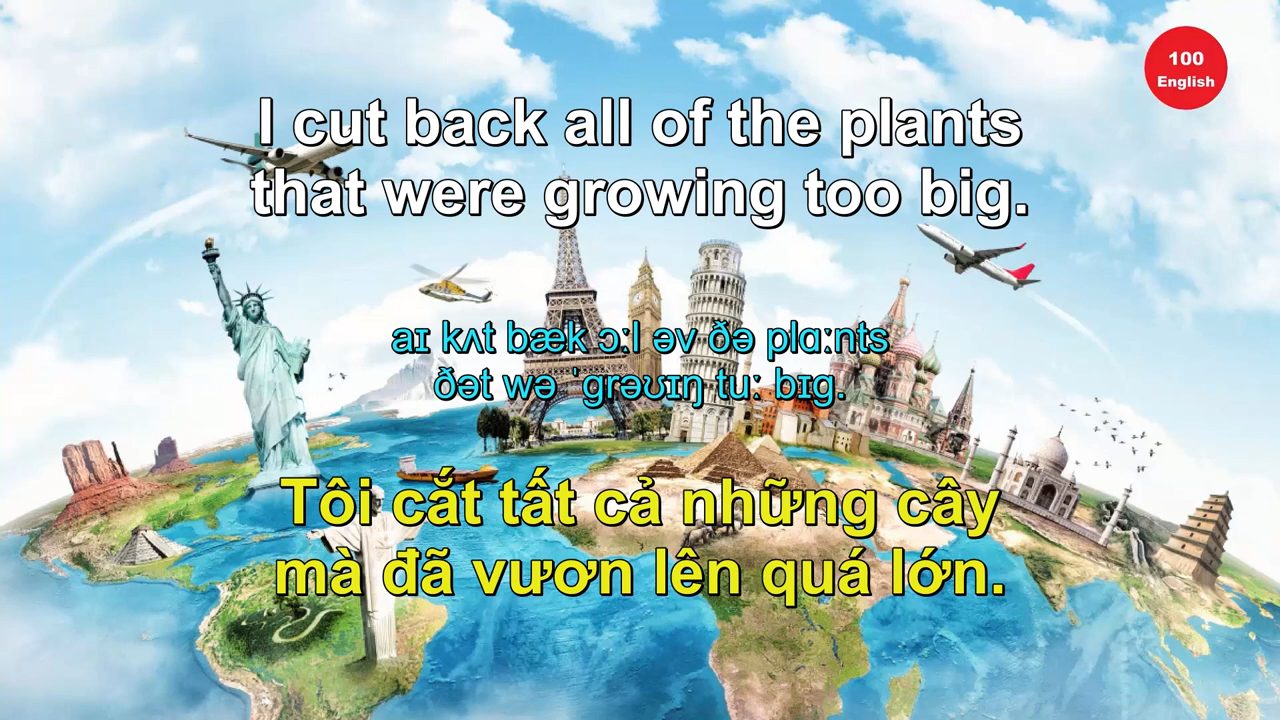 100
English
I cut back all of the plants
that were growing too big.
aɪ kʌt bæk ɔːl əv ðə plɑːnts
ðət wə ˈgrəʊɪŋ tuː bɪg.
Tôi cắt tất cả những cây
mà đã vươn lên quá lớn.